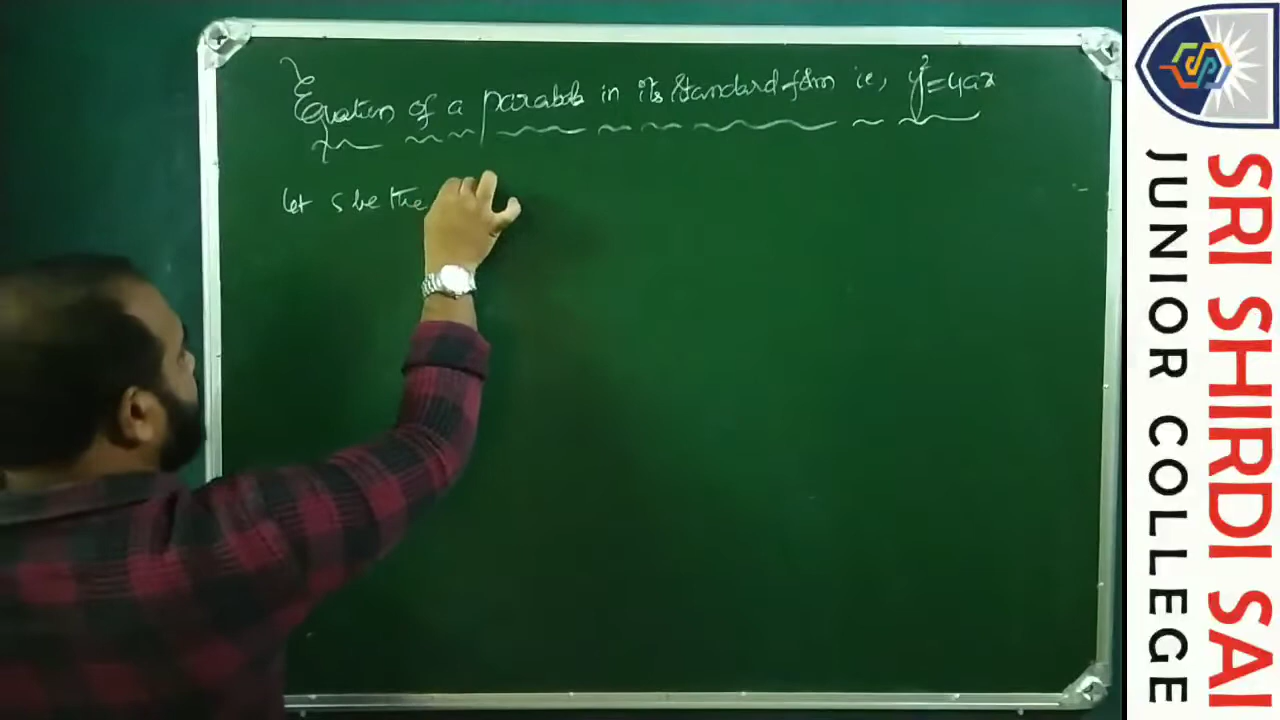 Equation of a parabola in its standard form ie, y²=4ax
Let S be the
SRI SHIRDI SAI
JUNIOR COLLEGE